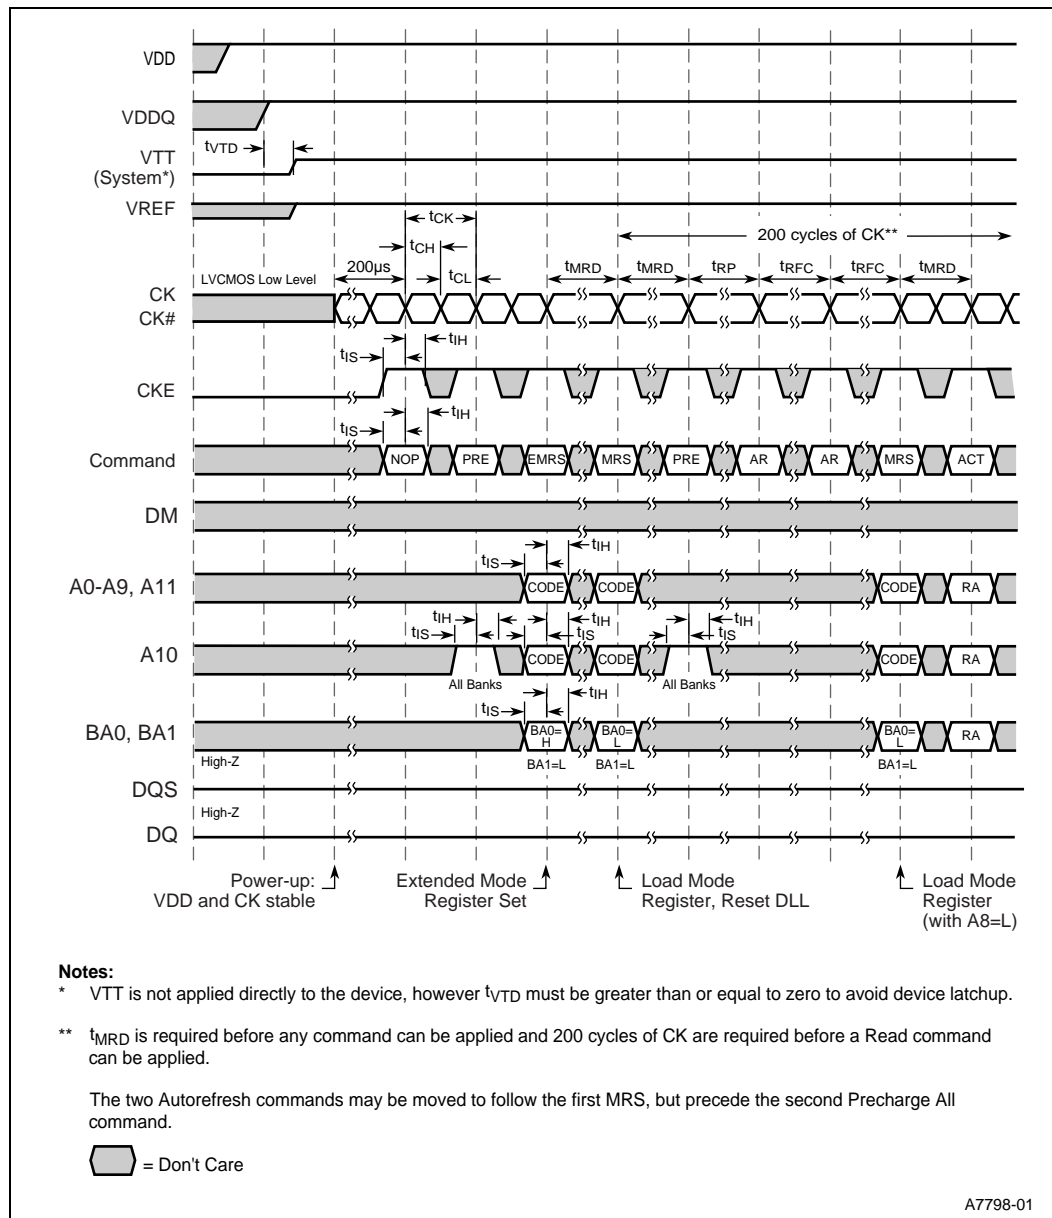 VDD
VDDQ
tVTD
VTT
(System*)
VREF
tCK
200 cycles of CK**
tCH
200µs
tCL
tMRD tMRD tRP tRFC tRFC tMRD
LVCMOS Low Level
CK
CK#
tIH
tIS
CKE
tIH
tIS
Command
NOP PRE EMRS MRS PRE AR AR MRS ACT
DM
tIH
tIS
A0-A9, A11
CODE CODE CODE RA
tIH tIH tIH
tIS tIS tIS
A10
CODE CODE CODE RA
All Banks All Banks
tIH
tIS
BA0, BA1
BA0=
H
BA0=
L
BA0=
L
RA
BA1=L BA1=L BA1=L
High-Z
DQS
High-Z
DQ
Power-up:
VDD and CK stable
Extended Mode
Register Set
Load Mode
Register, Reset DLL
Load Mode
Register
(with A8=L)
Notes:
* VTT is not applied directly to the device, however tVTD must be greater than or equal to zero to avoid device latchup.
** tMRD is required before any command can be applied and 200 cycles of CK are required before a Read command
can be applied.
The two Autorefresh commands may be moved to follow the first MRS, but precede the second Precharge All
command.
= Don't Care
A7798-01